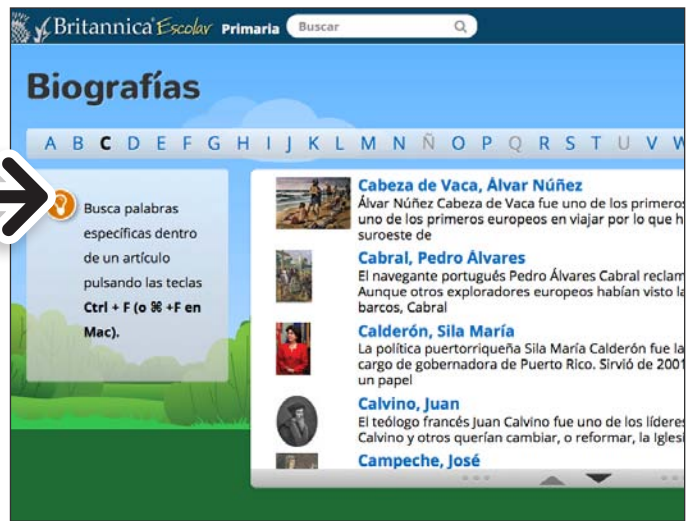 Britannica Escolar Primaria Buscar
Biografías
A B C D E F G H I J K L M N Ñ O P Q R S T U V W
Busca palabras
específicas dentro
de un artículo
pulsando las teclas
Ctrl + F (o ⌘ +F en
Mac).
Cabeza de Vaca, Álvar Núñez
Álvar Núñez Cabeza de Vaca fue uno de los primeros
uno de los primeros europeos en viajar por lo que h
suroeste de
Cabral, Pedro Álvares
El navegante portugués Pedro Álvares Cabral reclam
Aunque otros exploradores europeos habían visto la
barcos, Cabral
Calderón, Sila María
La política puertorriqueña Sila María Calderón fue la
cargo de gobernadora de Puerto Rico. Sirvió de 2001
un papel
Calvino, Juan
El teólogo francés Juan Calvino fue uno de los lídere
Calvino y otros querían cambiar, o reformar, la Iglesi
Campeche, José